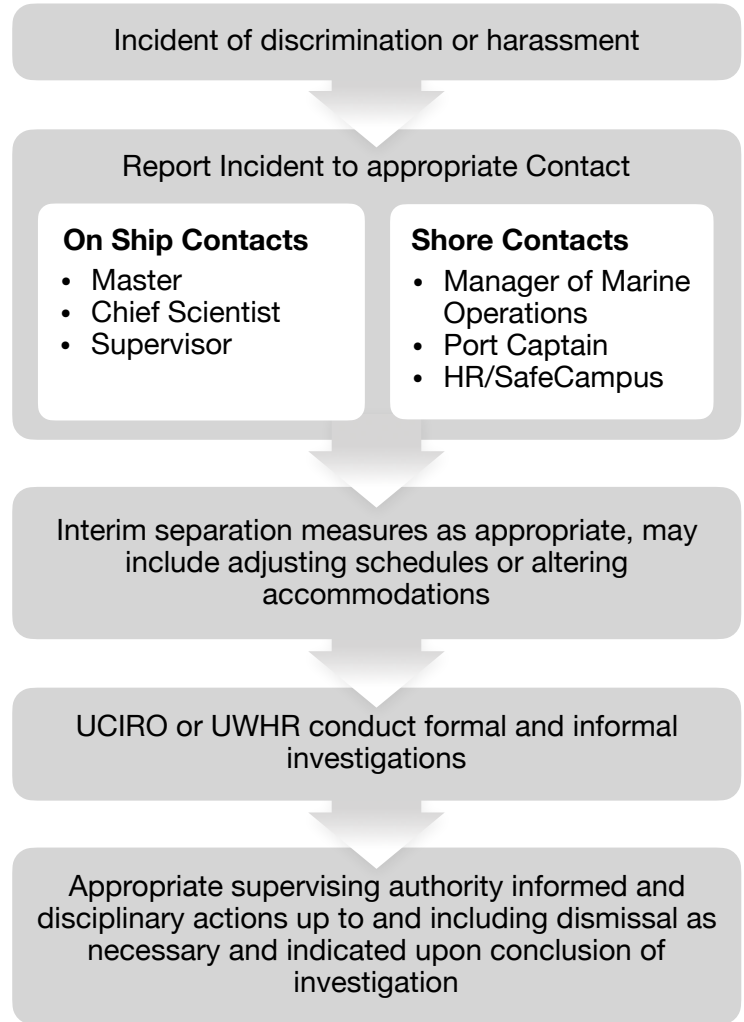 Incident of discrimination or harassment
Report Incident to appropriate Contact
On Ship Contacts
• Master
• Chief Scientist
• Supervisor
Shore Contacts
• Manager of Marine
Operations
• Port Captain
• HR/SafeCampus
Interim separation measures as appropriate, may
include adjusting schedules or altering
accommodations
UCIRO or UWHR conduct formal and informal
investigations
Appropriate supervising authority informed and
disciplinary actions up to and including dismissal as
necessary and indicated upon conclusion of
investigation